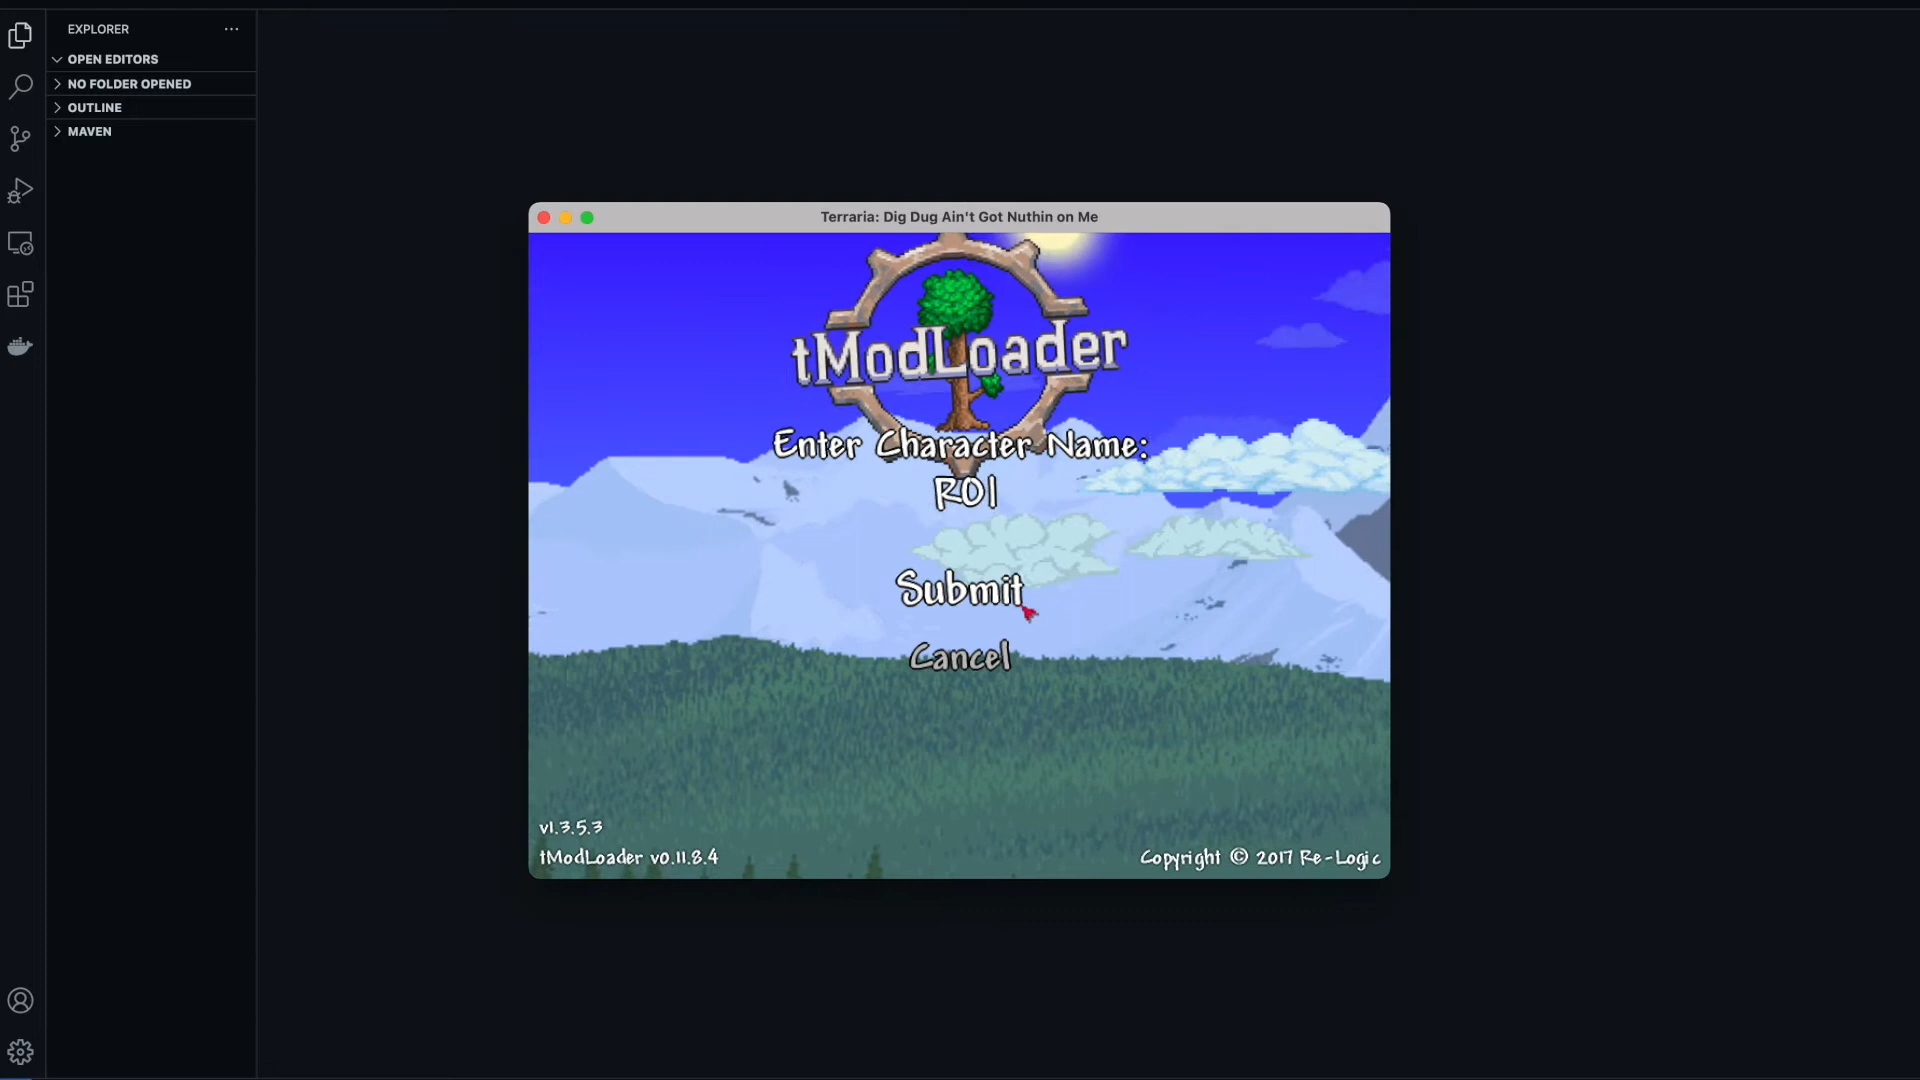 EXPLORER
OPEN EDITORS
NO FOLDER OPENED
OUTLINE
MAVEN
Terraria: Dig Dug Ain't Got Nuthin on Me
tModLoader
Enter Character Name:
ROI
Submit
Cancel
v1.3.5.3
tModLoader v0.11.8.4
Copyright © 2017 Re-Logic